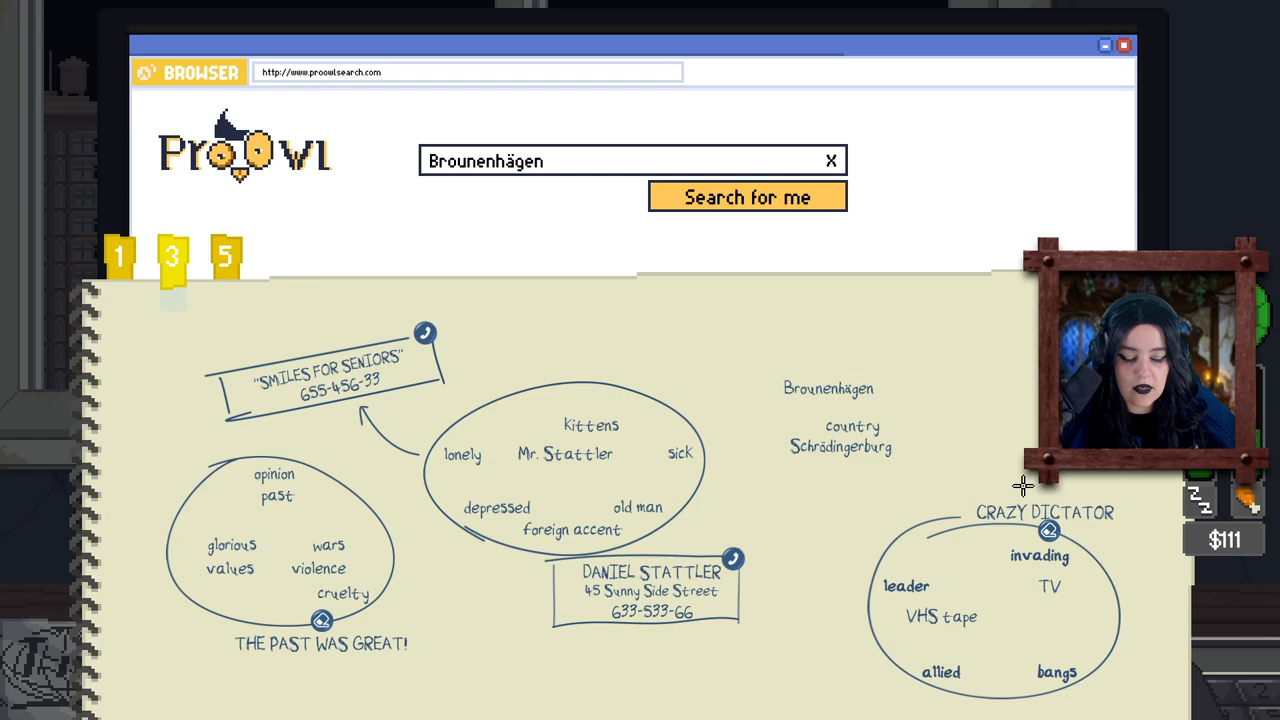 BROWSER
http://www.proowlsearch.com
PrOOwl
Brounenhägen X
Search for me
1 3 5
"SMILES FOR SENIORS"
655-456-33
kittens
lonely Mr. Stattler sick
depressed old man
foreign accent
DANIEL STATTLER
45 Sunny Side Street
633-533-66
opinion
past
glorious wars
values violence
cruelty
THE PAST WAS GREAT!
Brounenhägen
country
Schrödingerburg
CRAZY DICTATOR
invading
leader TV
VHS tape
allied bangs
$111